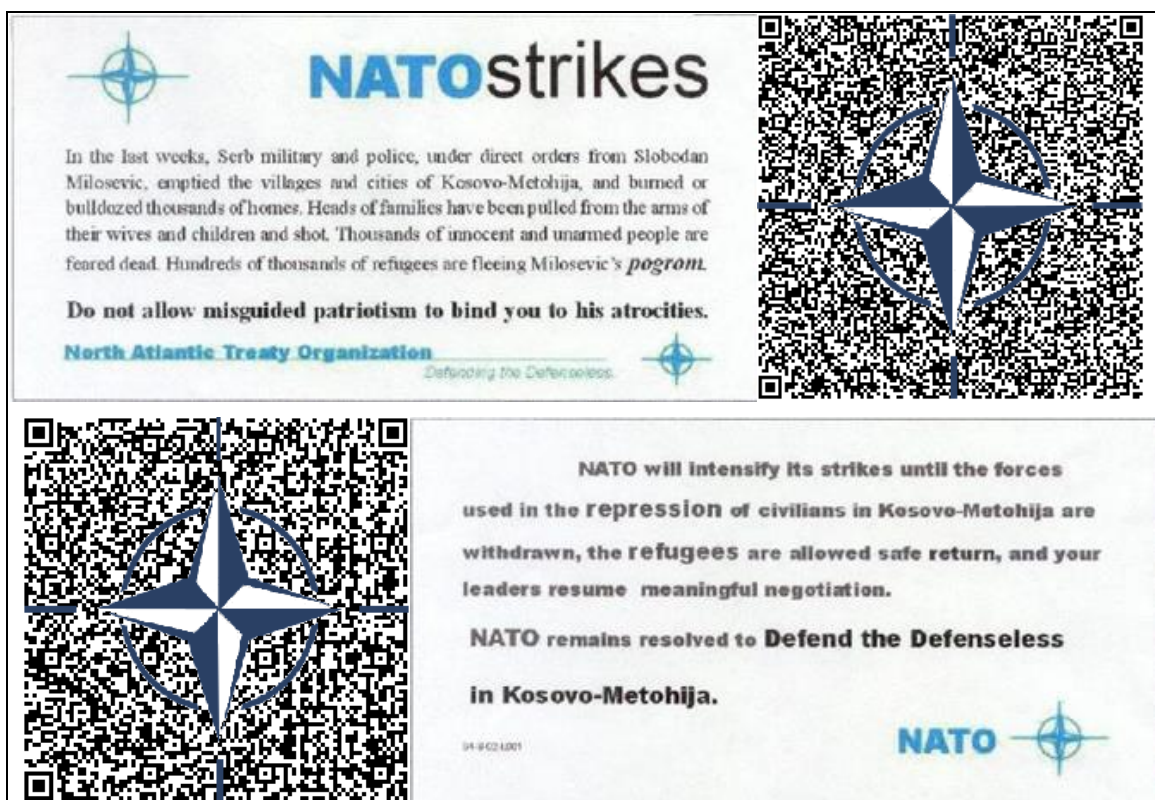 NATOstrikes
In the last weeks, Serb military and police, under direct orders from Slobodan
Milosevic, emptied the villages and cities of Kosovo-Metohija, and burned or
bulldozed thousands of homes. Heads of families have been pulled from the arms of
their wives and children and shot. Thousands of innocent and unarmed people are
feared dead. Hundreds of thousands of refugees are fleeing Milosevic's pogrom.
Do not allow misguided patriotism to bind you to his atrocities.
North Atlantic Treaty Organization
Defending the Defenseless
NATO will intensify its strikes until the forces
used in the repression of civilians in Kosovo-Metohija are
withdrawn, the refugees are allowed safe return, and your
leaders resume meaningful negotiation.
NATO remains resolved to Defend the Defenseless
in Kosovo-Metohija.
NATO